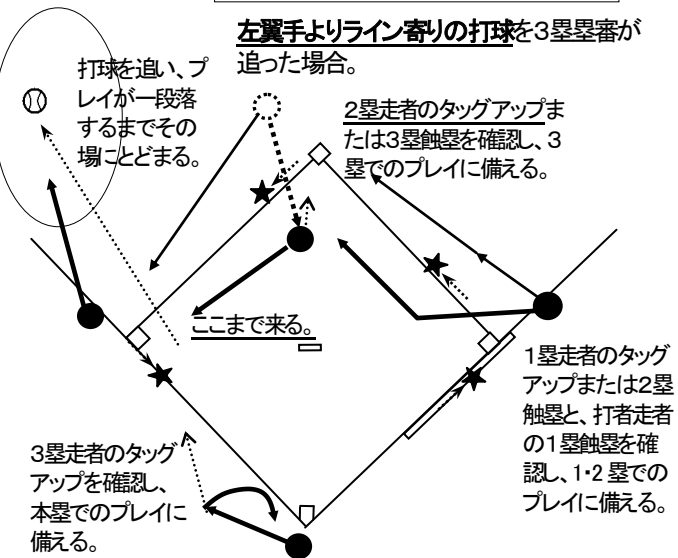 左翼手よりライン寄りの打球を3塁塁審が
追った場合。
打球を追い、プ
レイが一段落
するまでその
場にとどまる。
2塁走者のタッグアップま
たは3塁蝕塁を確認し、3
塁でのプレイに備える。
ここまで来る。
1塁走者のタッグ
アップまたは2塁
触塁と、打者走者
の1塁蝕塁を確
認し、1・2塁での
プレイに備える。
3塁走者のタッグ
アップを確認し、
本塁でのプレイに
備える。